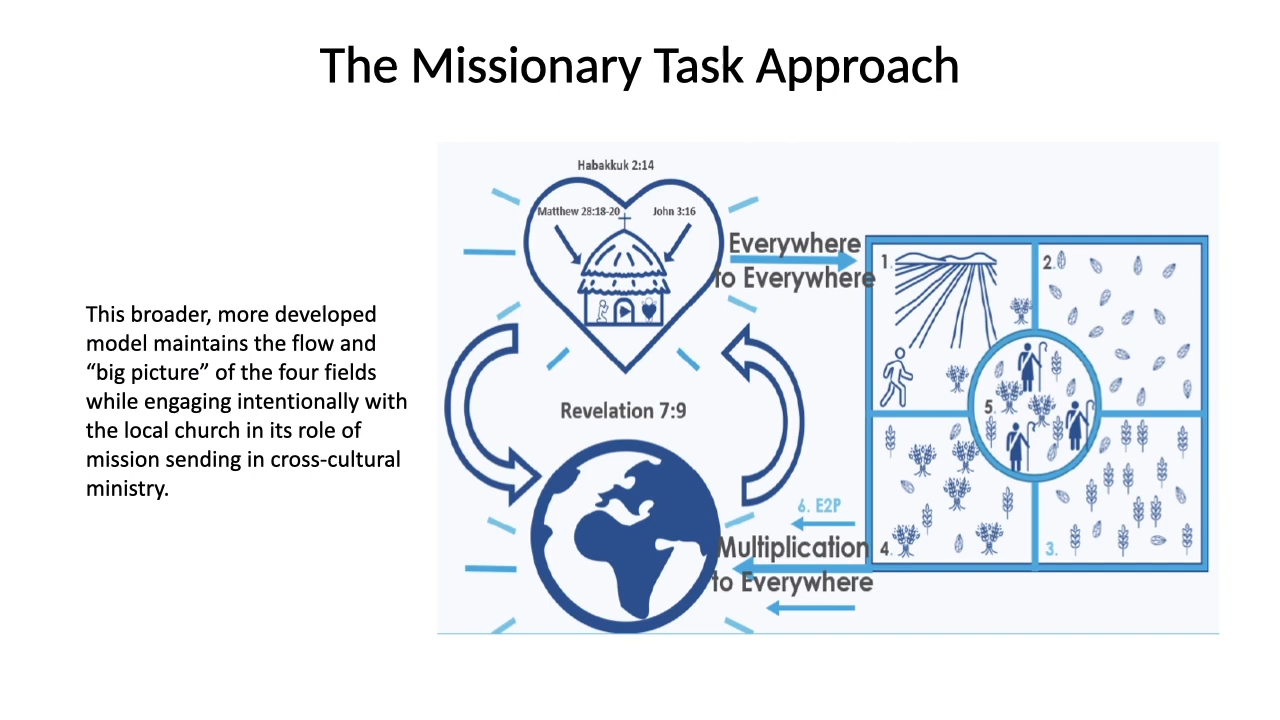 The Missionary Task Approach
This broader, more developed
model maintains the flow and
“big picture” of the four fields
while engaging intentionally with
the local church in its role of
mission sending in cross-cultural
ministry.
Habakkuk 2:14
Matthew 28:18-20
John 3:16
Everywhere
to Everywhere
Revelation 7:9
1.
2.
5.
4.
3.
6. E2P
Multiplication
to Everywhere